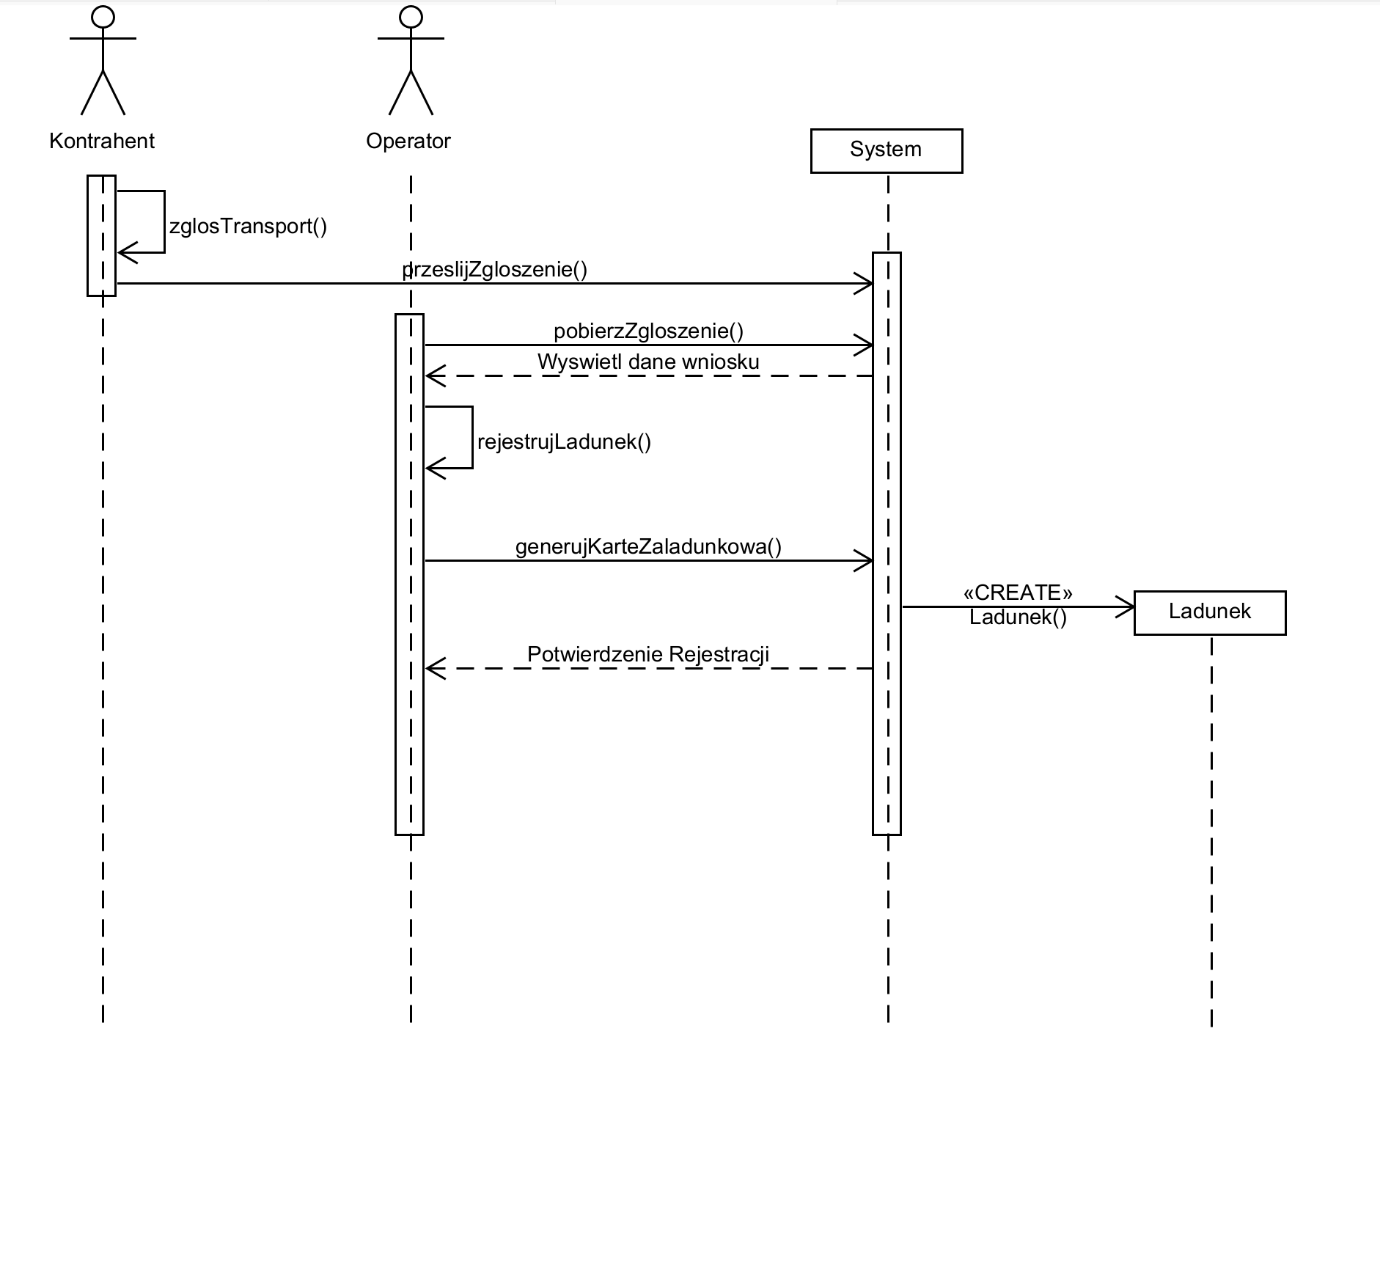 Kontrahent
Operator
System
zglosTransport()
przeslijZgloszenie()
pobierzZgloszenie()
Wyswietl dane wniosku
rejestrujLadunek()
generujKarteZaladunkowa()
«CREATE»
Ladunek()
Ladunek
Potwierdzenie Rejestracji